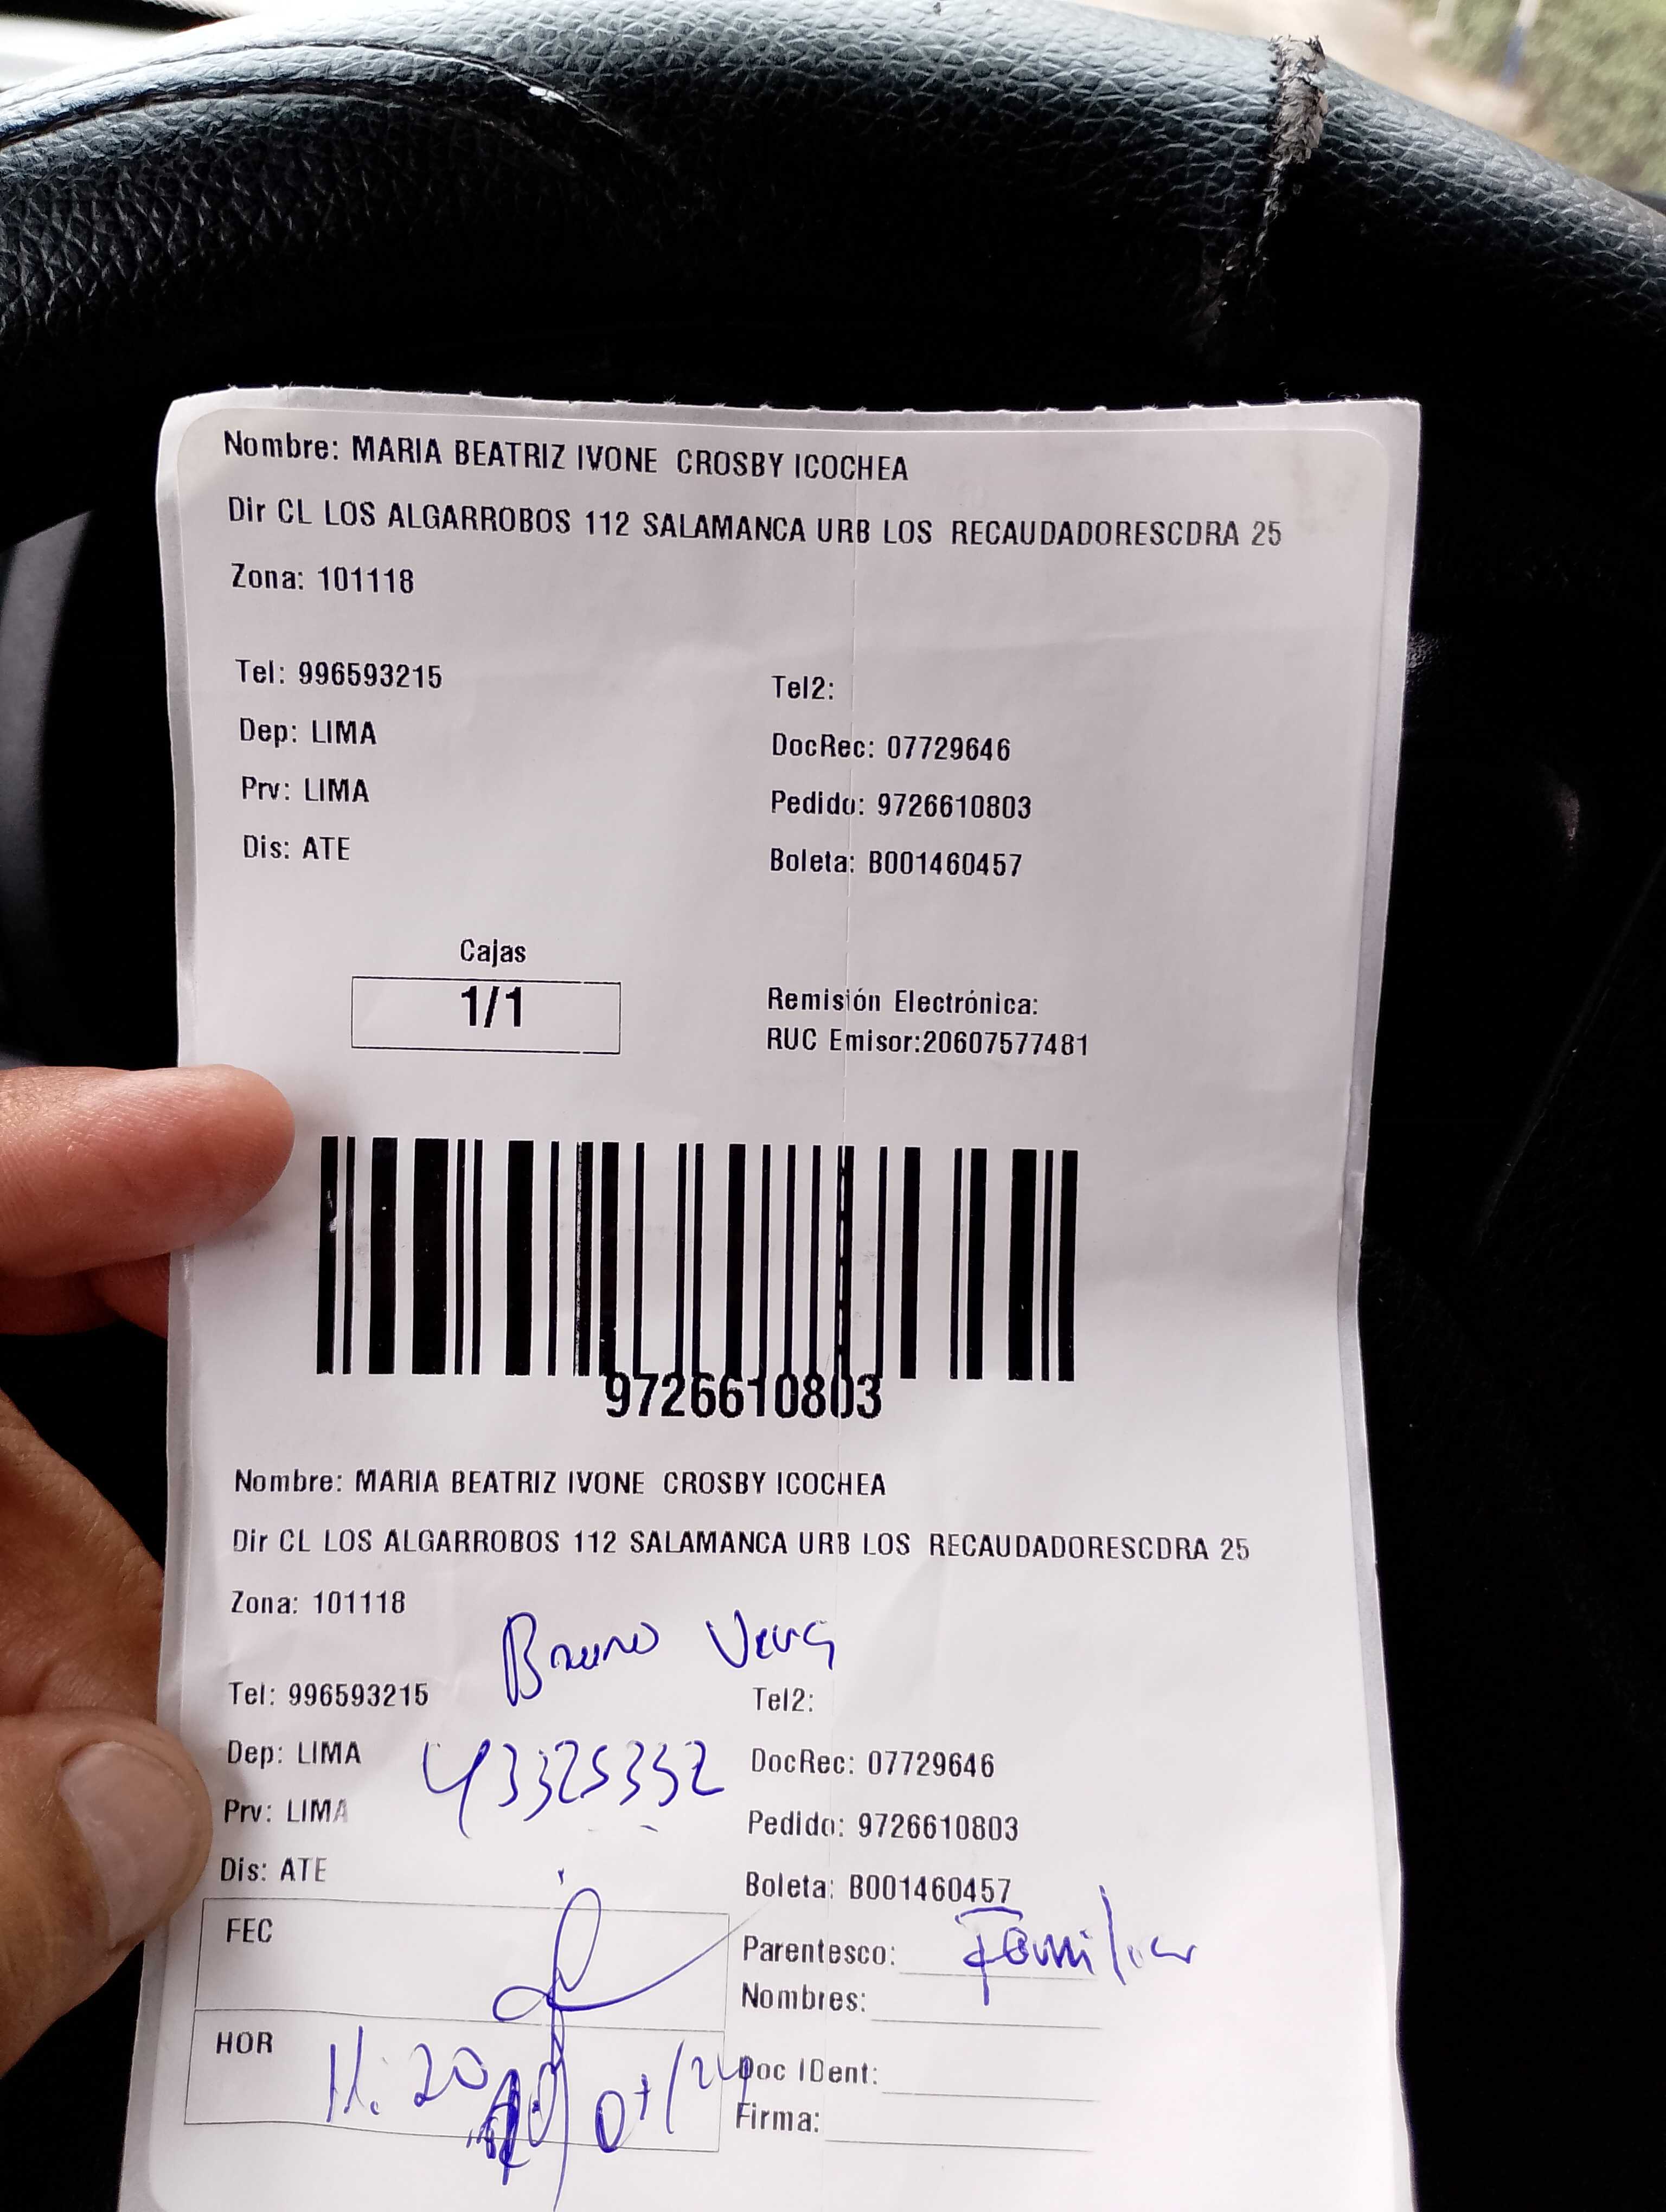 Nombre: MARIA BEATRIZ IVONE CROSBY ICOCHEA
Dir CL LOS ALGARROBOS 112 SALAMANCA URB LOS RECAUDADORESCDRA 25
Zona: 101118
Tel: 996593215
Tel2:
Dep: LIMA
DocRec: 07729646
Prv: LIMA
Pedido: 9726610803
Dis: ATE
Boleta: B001460457
Cajas
1/1
Remisión Electrónica:
RUC Emisor:20607577481
9726610803
Nombre: MARIA BEATRIZ IVONE CROSBY ICOCHEA
Dir CL LOS ALGARROBOS 112 SALAMANCA URB LOS RECAUDADORESCDRA 25
Zona: 101118
Bruno
Tel: 996593215
Tel2:
Dep: LIMA
43325352
DocRec: 07729646
Prv: LIMA
Pedido: 9726610803
Dis: ATE
Boleta: B001460457
FEC
Parentesco: Familiar
Nombres:
HOR 11:20
Doc IDent:
Firma: